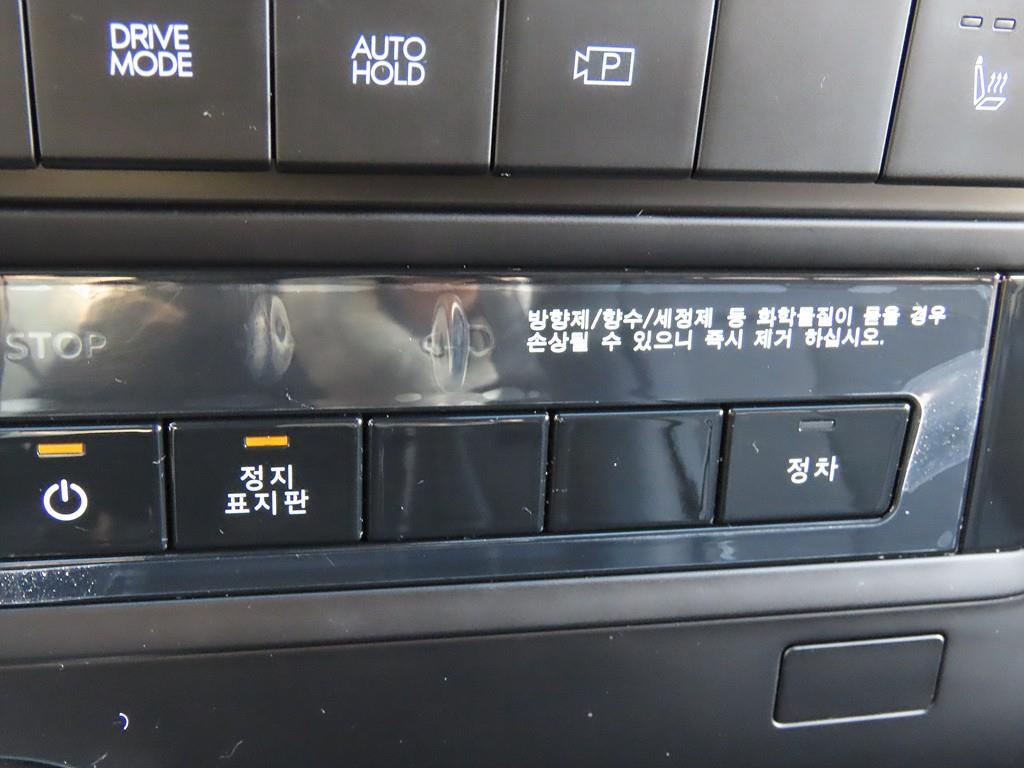 DRIVE
MODE
AUTO
HOLD
P
STOP
방향제/향수/세정제 등 화학물질이 묻을 경우
손상될 수 있으니 즉시 제거 하십시오.
정지
표지판
정차